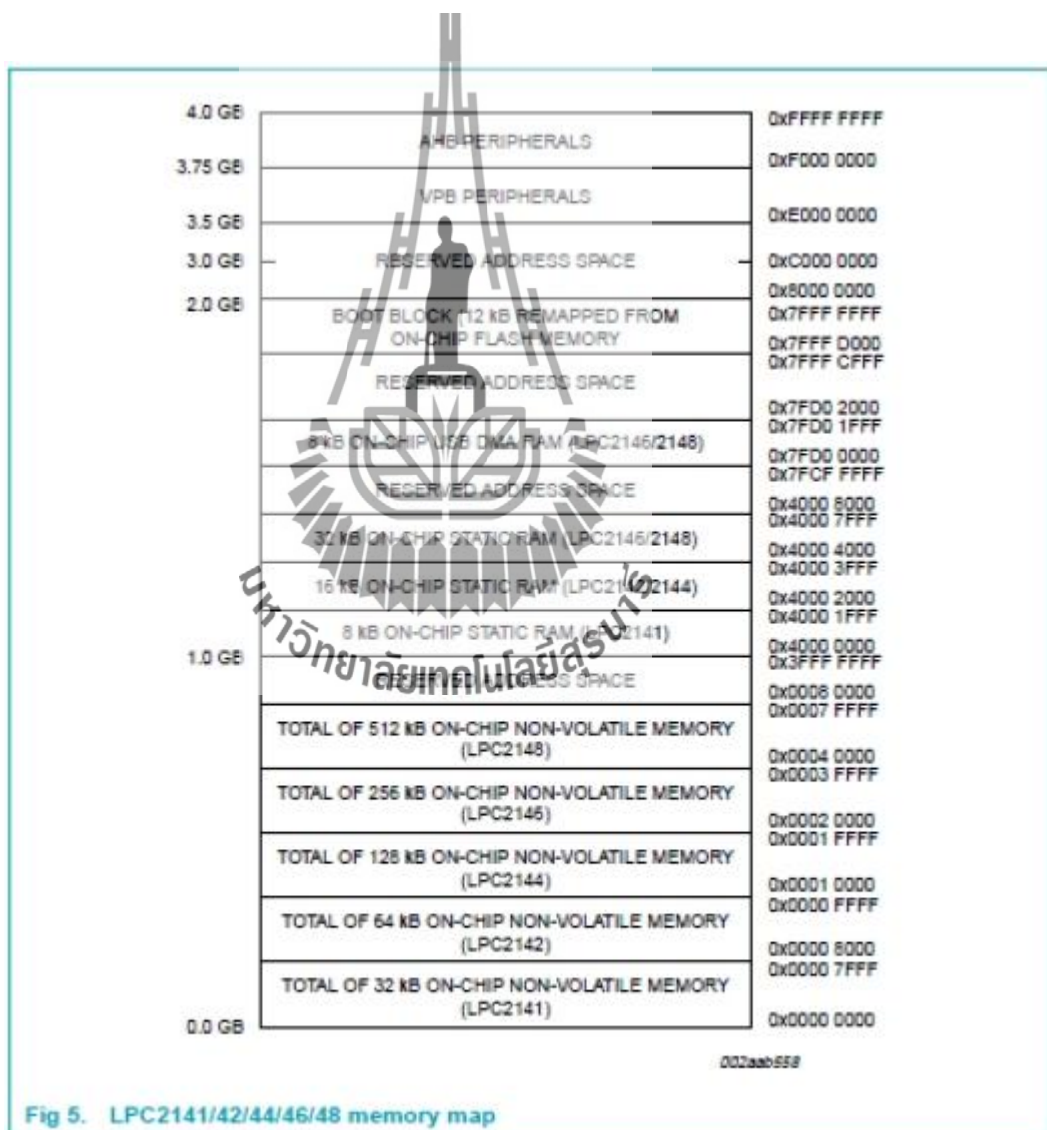 4.0 GB
0xFFFF FFFF
AHB PERIPHERALS
3.75 GB
0xF000 0000
VPB PERIPHERALS
3.5 GB
0xE000 0000
3.0 GB
RESERVED ADDRESS SPACE
0xC000 0000
2.0 GB
0x8000 0000
BOOT BLOCK (12 kB REMAPPED FROM
ON-CHIP FLASH MEMORY
0x7FFF FFFF
0x7FFF D000
0x7FFF CFFF
RESERVED ADDRESS SPACE
0x7FD0 2000
0x7FD0 1FFF
8 kB ON-CHIP USB DMA RAM (LPC2146/2148)
0x7FD0 0000
0x7FCF FFFF
RESERVED ADDRESS SPACE
0x4000 8000
0x4000 7FFF
32 kB ON-CHIP STATIC RAM (LPC2146/2148)
0x4000 4000
0x4000 3FFF
16 kB ON-CHIP STATIC RAM (LPC2142/2144)
0x4000 2000
0x4000 1FFF
8 kB ON-CHIP STATIC RAM (LPC2141)
0x4000 0000
1.0 GB
0x3FFF FFFF
RESERVED ADDRESS SPACE
0x0008 0000
0x0007 FFFF
TOTAL OF 512 kB ON-CHIP NON-VOLATILE MEMORY
(LPC2148)
0x0004 0000
0x0003 FFFF
TOTAL OF 256 kB ON-CHIP NON-VOLATILE MEMORY
(LPC2146)
0x0002 0000
0x0001 FFFF
TOTAL OF 128 kB ON-CHIP NON-VOLATILE MEMORY
(LPC2144)
0x0001 0000
0x0000 FFFF
TOTAL OF 64 kB ON-CHIP NON-VOLATILE MEMORY
(LPC2142)
0x0000 8000
0x0000 7FFF
TOTAL OF 32 kB ON-CHIP NON-VOLATILE MEMORY
(LPC2141)
0.0 GB
0x0000 0000
มหาวิทยาลัยเทคโนโลยีสุรนารี
002aab558
Fig 5. LPC2141/42/44/46/48 memory map